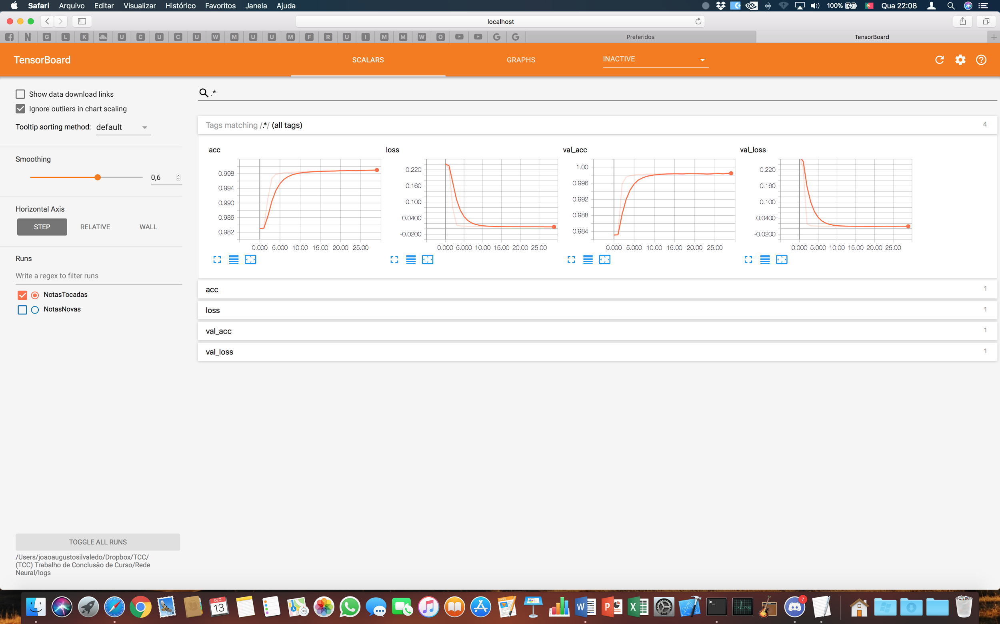 Safari Arquivo Editar Visualizar Histórico Favoritos Janela Ajuda 100% Qua 22:08
localhost
N G L K U C U C U W M U U M F R U I M M W O G G Preferidos TensorBoard
TensorBoard SCALARS GRAPHS INACTIVE
Show data download links
Ignore outliers in chart scaling
Tooltip sorting method: default
Smoothing
0,6
Horizontal Axis
STEP RELATIVE WALL
Runs
Write a regex to filter runs
NotasTocadas
NotasNovas
TOGGLE ALL RUNS
/Users/joaoaugustosilvaledo/Dropbox/TCC/
(TCC) Trabalho de Conclusão de Curso/Rede
Neural/logs
.*
Tags matching /.*/ (all tags) 4
acc
0.998
0.994
0.990
0.986
0.982
0.000 5.000 10.00 15.00 20.00 25.00
loss
0.220
0.160
0.100
0.0400
-0.0200
0.000 5.000 10.00 15.00 20.00 25.00
val_acc
1.00
0.996
0.992
0.988
0.984
0.000 5.000 10.00 15.00 20.00 25.00
val_loss
0.220
0.160
0.100
0.0400
-0.0200
0.000 5.000 10.00 15.00 20.00 25.00
acc 1
loss 1
val_acc 1
val_loss 1
DEZ
13
3D
PAGES
W
P
X
>_
7